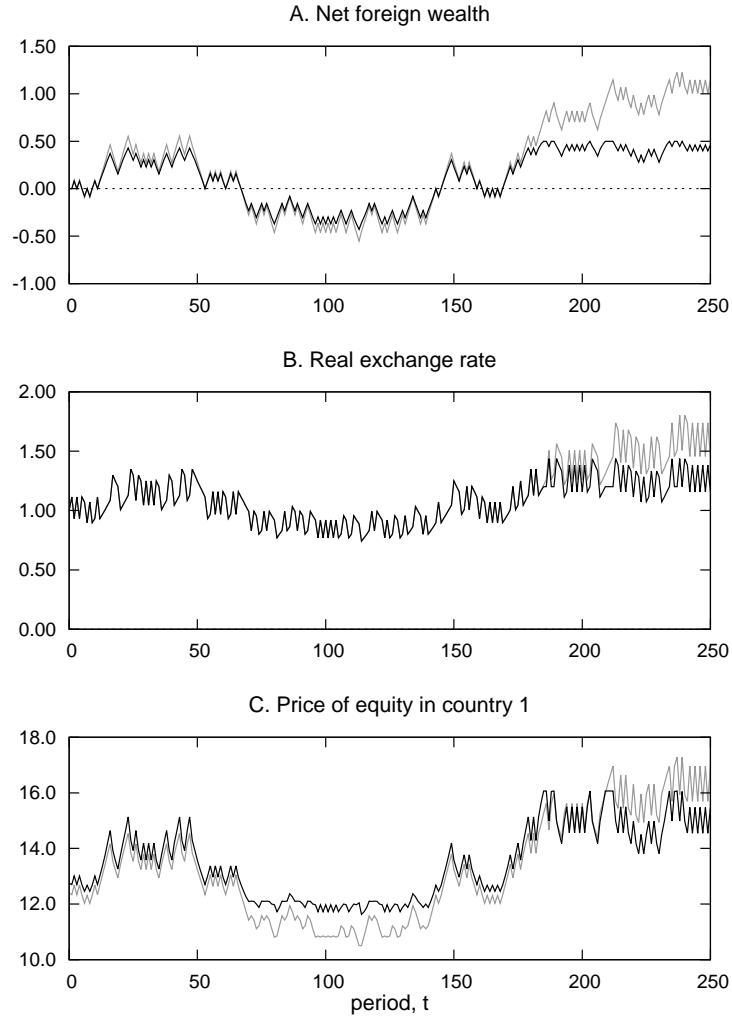 A. Net foreign wealth
1.50
1.00
0.50
0.00
-0.50
-1.00
0 50 100 150 200 250
B. Real exchange rate
2.00
1.50
1.00
0.50
0.00
0 50 100 150 200 250
C. Price of equity in country 1
18.0
16.0
14.0
12.0
10.0
0 50 100 150 200 250
period, t